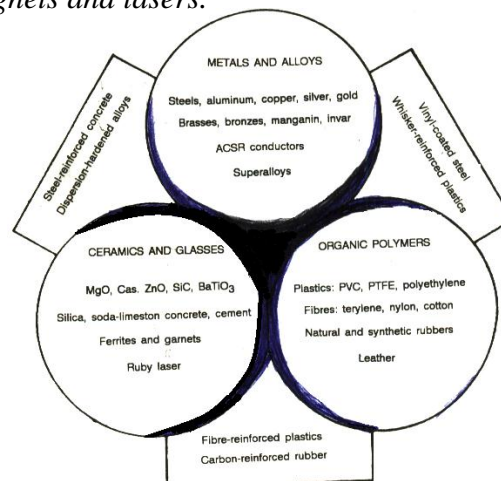 gnets and lasers.
METALS AND ALLOYS
Steels, aluminum, copper, silver, gold
Brasses, bronzes, manganin, invar
ACSR conductors
Superalloys
Steel-reinforced concrete
Dispersion-hardened alloys
Vinyl-coated steel
Whisker-reinforced plastics
CERAMICS AND GLASSES
MgO, Cas. ZnO, SiC, BaTiO₃
Silica, soda-limeston concrete, cement
Ferrites and garnets
Ruby laser
ORGANIC POLYMERS
Plastics: PVC, PTFE, polyethylene
Fibres: terylene, nylon, cotton
Natural and synthetic rubbers
Leather
Fibre-reinforced plastics
Carbon-reinforced rubber